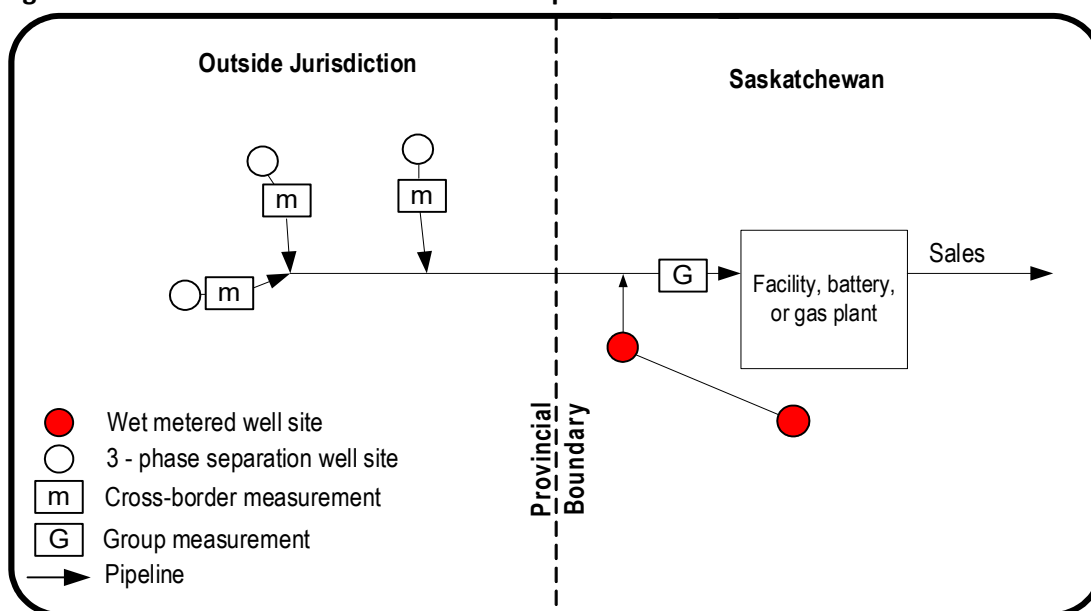 Outside Jurisdiction
Saskatchewan
m
m
m
G
Sales
Facility, battery,
or gas plant
Provincial
Boundary
Wet metered well site
3 - phase separation well site
m Cross-border measurement
G Group measurement
Pipeline